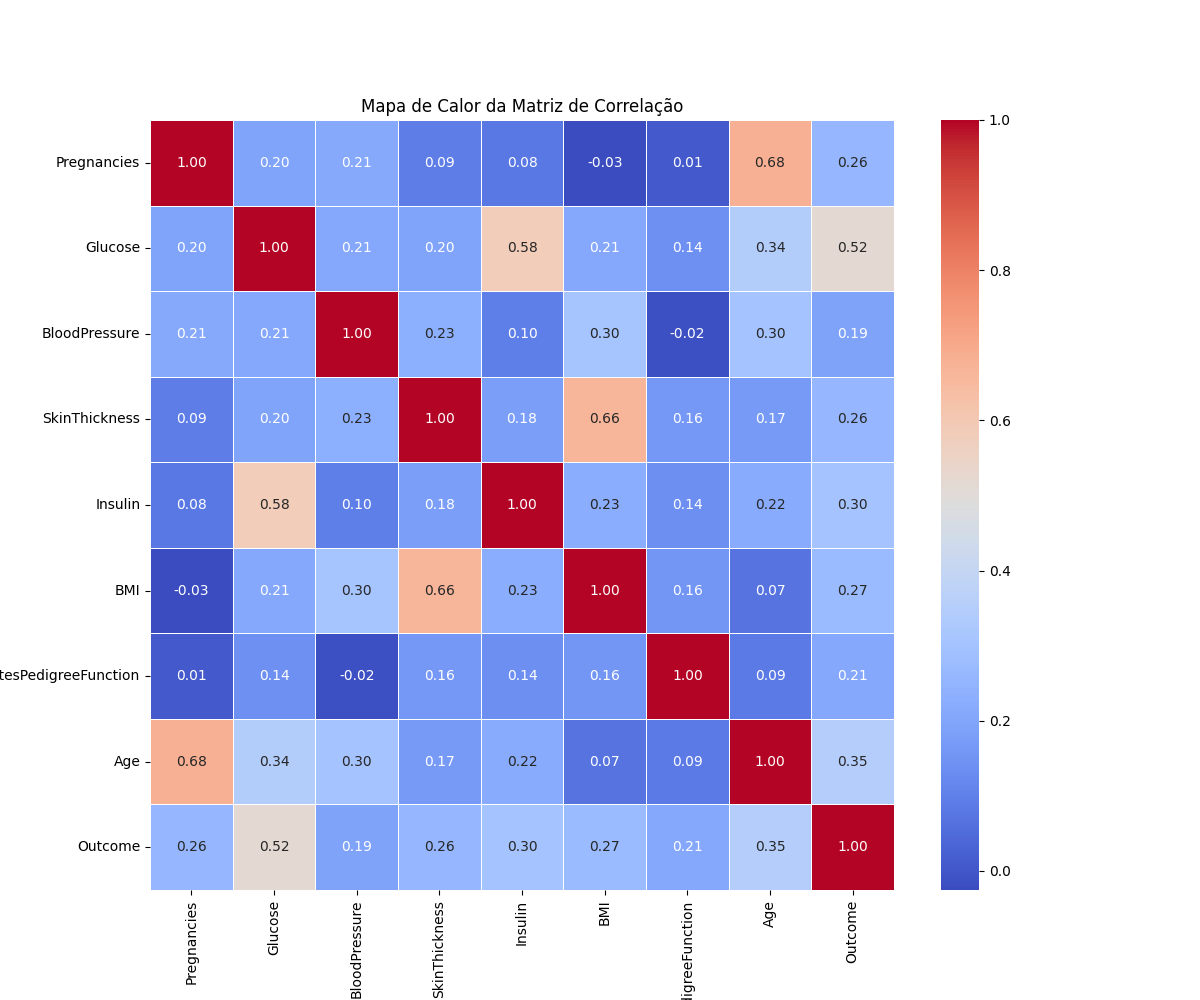 Mapa de Calor da Matriz de Correlação
Pregnancies 1.00 0.20 0.21 0.09 0.08 -0.03 0.01 0.68 0.26
Glucose 0.20 1.00 0.21 0.20 0.58 0.21 0.14 0.34 0.52
BloodPressure 0.21 0.21 1.00 0.23 0.10 0.30 -0.02 0.30 0.19
SkinThickness 0.09 0.20 0.23 1.00 0.18 0.66 0.16 0.17 0.26
Insulin 0.08 0.58 0.10 0.18 1.00 0.23 0.14 0.22 0.30
BMI -0.03 0.21 0.30 0.66 0.23 1.00 0.16 0.07 0.27
tesPedigreeFunction 0.01 0.14 -0.02 0.16 0.14 0.16 1.00 0.09 0.21
Age 0.68 0.34 0.30 0.17 0.22 0.07 0.09 1.00 0.35
Outcome 0.26 0.52 0.19 0.26 0.30 0.27 0.21 0.35 1.00
Pregnancies
Glucose
BloodPressure
SkinThickness
Insulin
BMI
igreeFunction
Age
Outcome
1.0
0.8
0.6
0.4
0.2
0.0